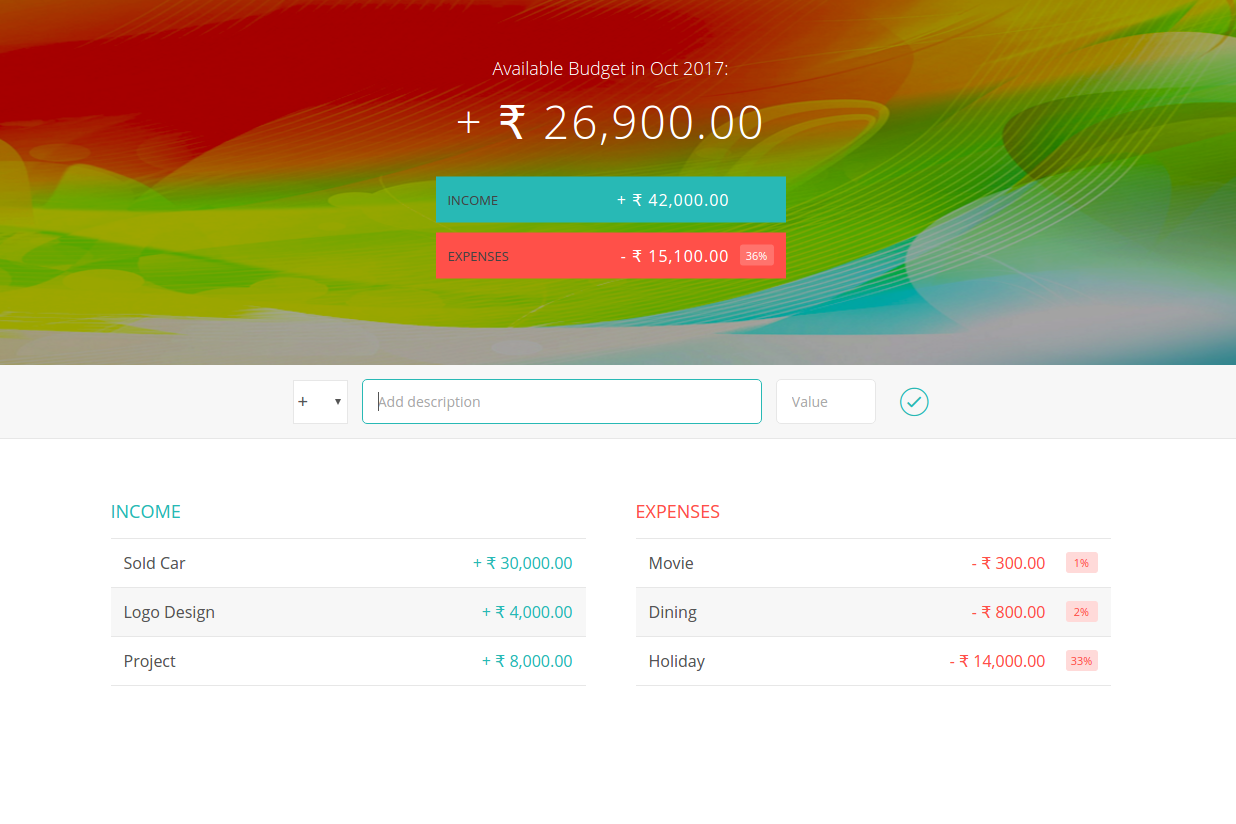 Available Budget in Oct 2017:
+ ₹ 26,900.00
INCOME + ₹ 42,000.00
EXPENSES - ₹ 15,100.00 36%
+ ▼ Add description Value
INCOME
Sold Car + ₹ 30,000.00
Logo Design + ₹ 4,000.00
Project + ₹ 8,000.00
EXPENSES
Movie - ₹ 300.00 1%
Dining - ₹ 800.00 2%
Holiday - ₹ 14,000.00 33%